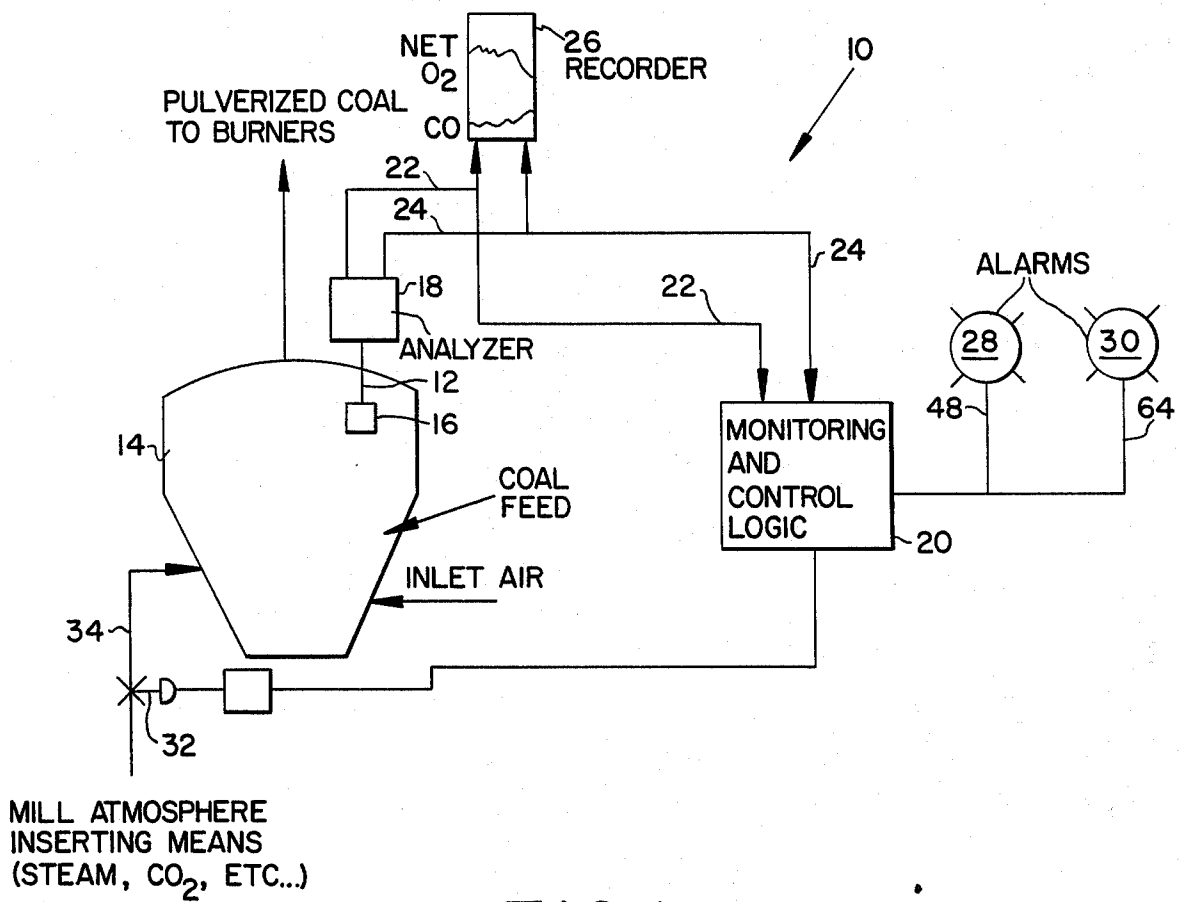 NET
O2
CO
26
RECORDER
10
PULVERIZED COAL
TO BURNERS
22
24
24
18
ANALYZER
22
ALARMS
28
30
12
16
14
48
64
COAL
FEED
MONITORING
AND
CONTROL
LOGIC
20
INLET AIR
34
32
MILL ATMOSPHERE
INSERTING MEANS
(STEAM, CO2, ETC...)